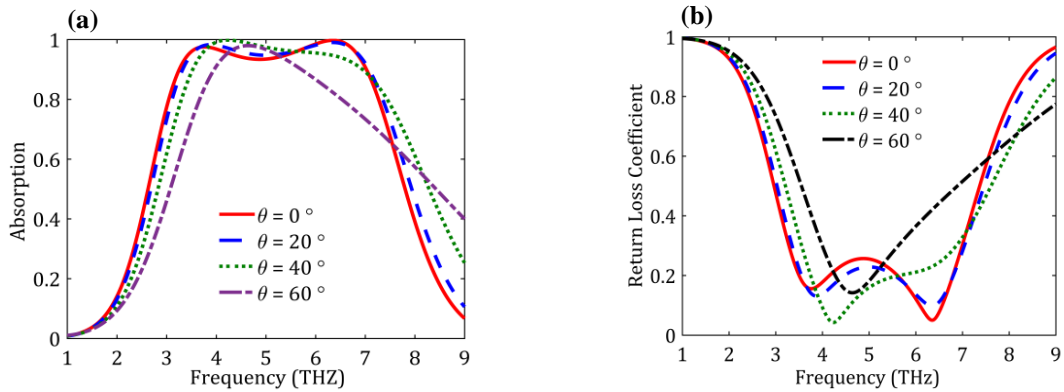 (a)
1
0.8
0.6
0.4
0.2
0
Absorption
θ = 0 °
θ = 20 °
θ = 40 °
θ = 60 °
1 2 3 4 5 6 7 8 9
Frequency (THZ)
(b)
1
0.8
0.6
0.4
0.2
0
Return Loss Coefficient
θ = 0 °
θ = 20 °
θ = 40 °
θ = 60 °
1 2 3 4 5 6 7 8 9
Frequency (THZ)